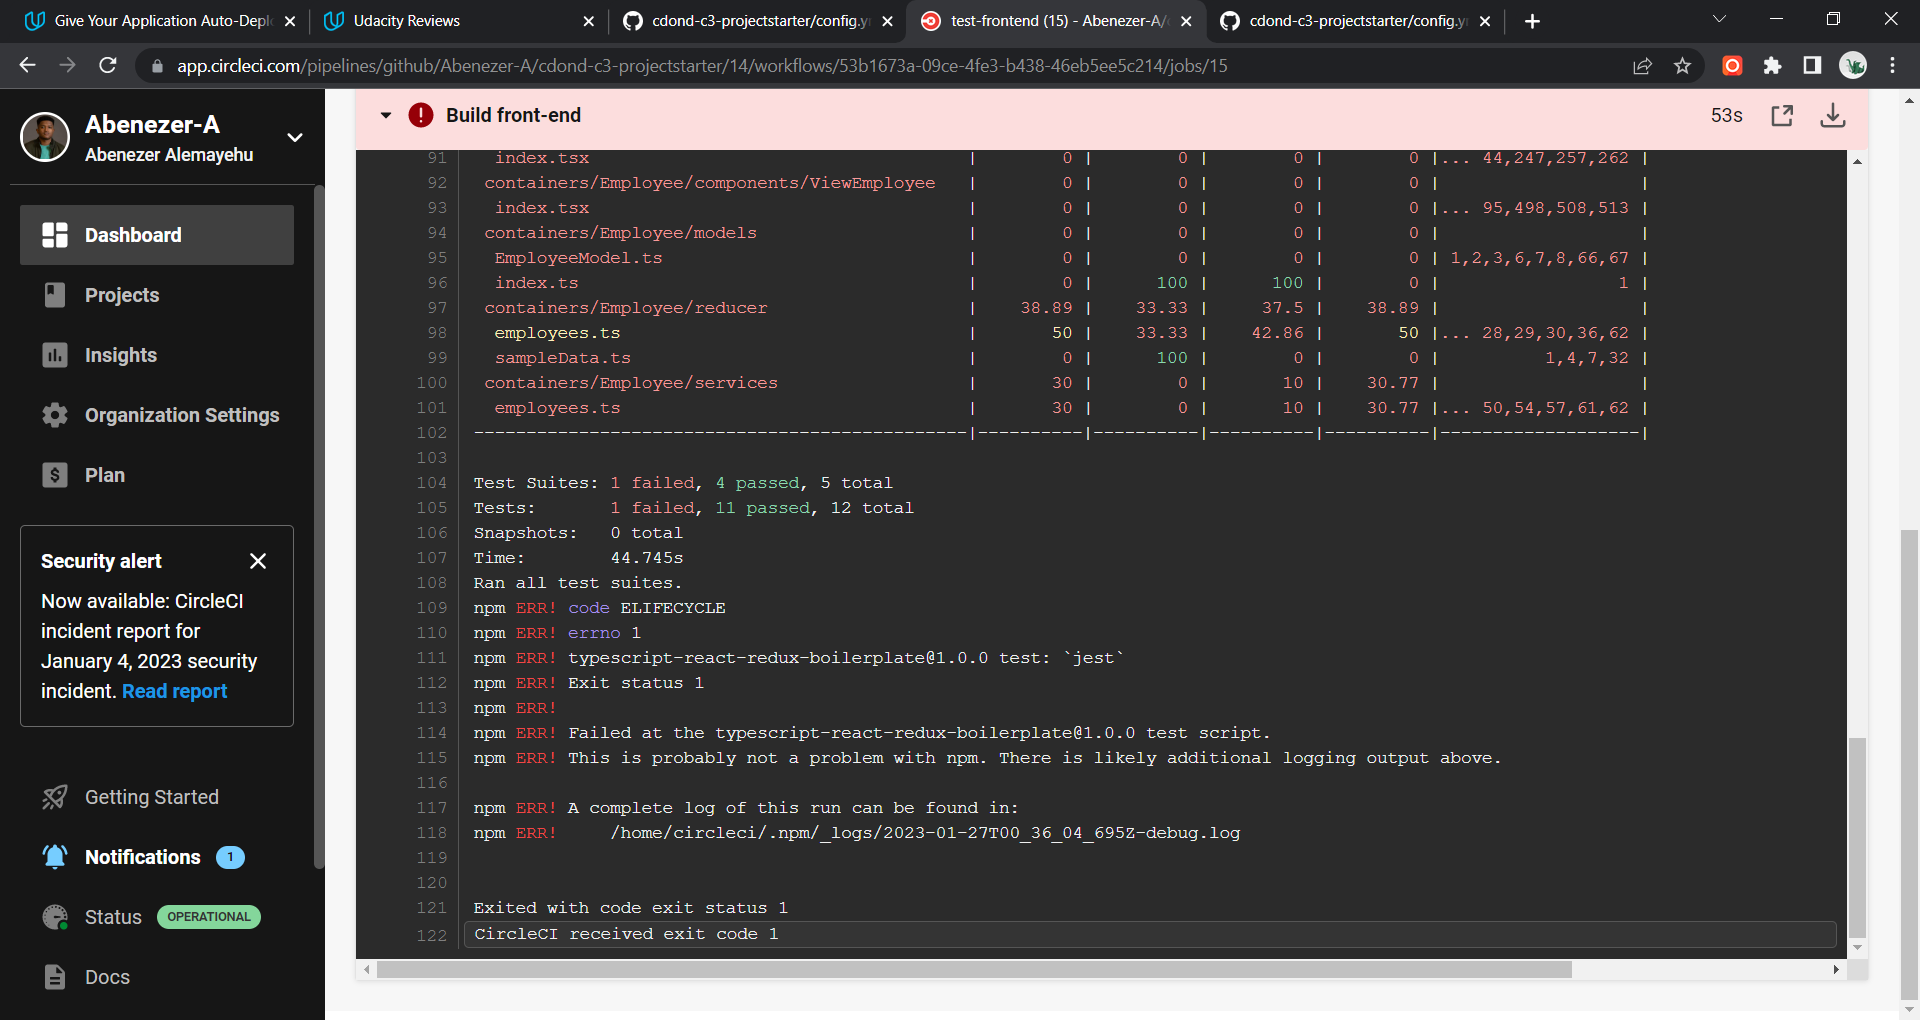 Give Your Application Auto-Depl
Udacity Reviews
cdond-c3-projectstarter/config.y
test-frontend (15) - Abenezer-A/
cdond-c3-projectstarter/config.y
app.circleci.com/pipelines/github/Abenezer-A/cdond-c3-projectstarter/14/workflows/53b1673a-09ce-4fe3-b438-46eb5ee5c214/jobs/15
Abenezer-A
Abenezer Alemayehu
Dashboard
Projects
Insights
Organization Settings
Plan
Security alert
Now available: CircleCI
incident report for
January 4, 2023 security
incident. Read report
Getting Started
Notifications 1
Status OPERATIONAL
Docs
Build front-end 53s
91 index.tsx | 0 | 0 | 0 | 0 |... 44,247,257,262 |
92 containers/Employee/components/ViewEmployee | 0 | 0 | 0 | 0 | |
93 index.tsx | 0 | 0 | 0 | 0 |... 95,498,508,513 |
94 containers/Employee/models | 0 | 0 | 0 | 0 | |
95 EmployeeModel.ts | 0 | 0 | 0 | 0 | 1,2,3,6,7,8,66,67 |
96 index.ts | 0 | 100 | 100 | 0 | 1 |
97 containers/Employee/reducer | 38.89 | 33.33 | 37.5 | 38.89 | |
98 employees.ts | 50 | 33.33 | 42.86 | 50 |... 28,29,30,36,62 |
99 sampleData.ts | 0 | 100 | 0 | 0 | 1,4,7,32 |
100 containers/Employee/services | 30 | 0 | 10 | 30.77 | |
101 employees.ts | 30 | 0 | 10 | 30.77 |... 50,54,57,61,62 |
102 -----------------------------------------------|----------|----------|----------|----------|-------------------|
103
104 Test Suites: 1 failed, 4 passed, 5 total
105 Tests: 1 failed, 11 passed, 12 total
106 Snapshots: 0 total
107 Time: 44.745s
108 Ran all test suites.
109 npm ERR! code ELIFECYCLE
110 npm ERR! errno 1
111 npm ERR! typescript-react-redux-boilerplate@1.0.0 test: `jest`
112 npm ERR! Exit status 1
113 npm ERR!
114 npm ERR! Failed at the typescript-react-redux-boilerplate@1.0.0 test script.
115 npm ERR! This is probably not a problem with npm. There is likely additional logging output above.
116
117 npm ERR! A complete log of this run can be found in:
118 npm ERR! /home/circleci/.npm/_logs/2023-01-27T00_36_04_695Z-debug.log
119
120
121 Exited with code exit status 1
122 CircleCI received exit code 1